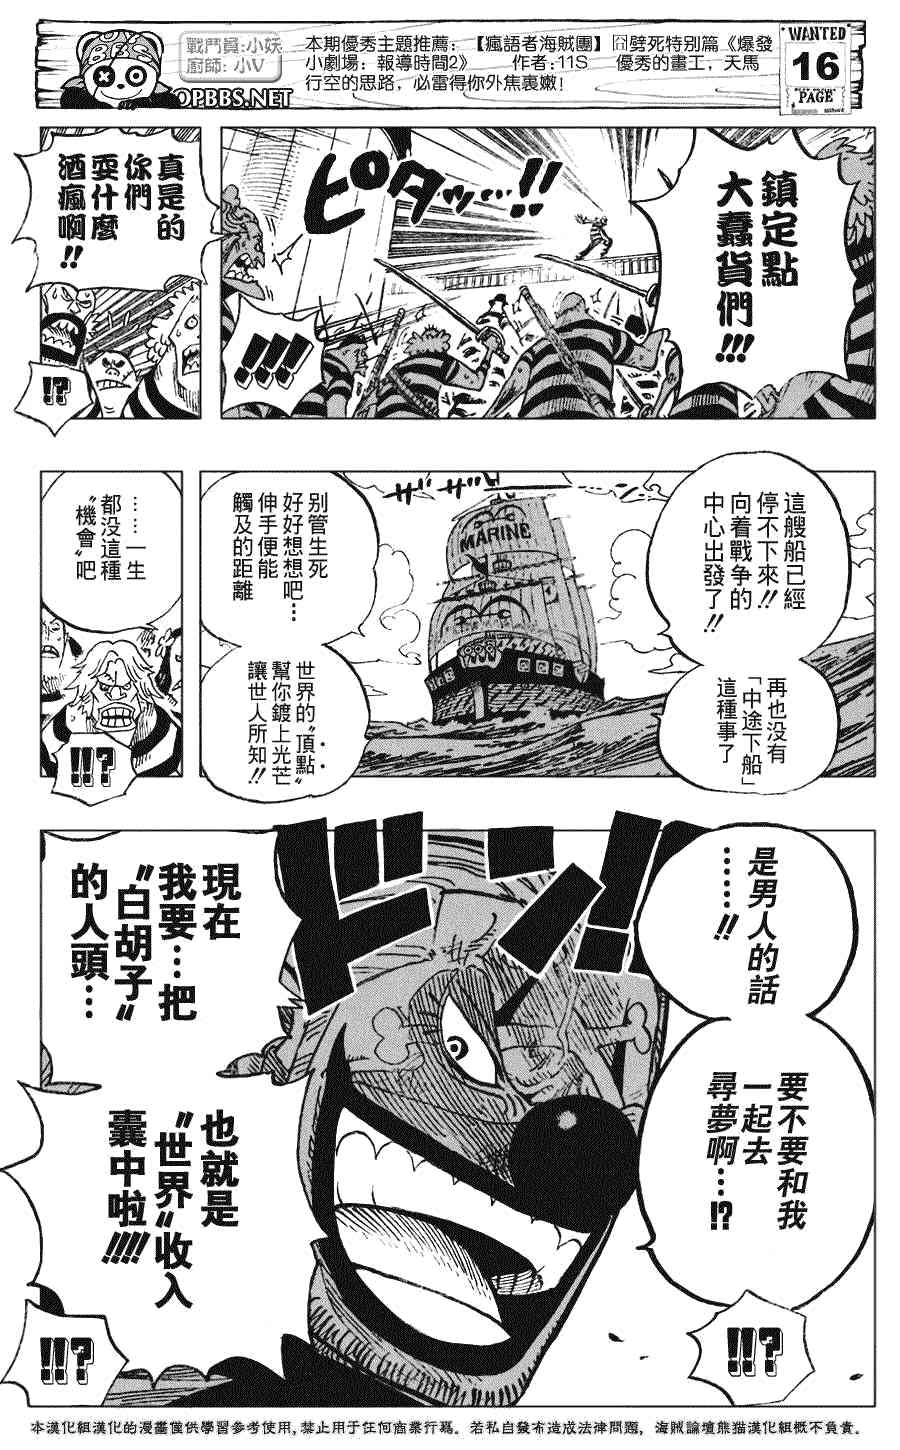 戰鬥員:小妖
廚師: 小V
OPBBS.NET
本期優秀主題推薦:【瘋語者海賊團】囧劈死特别篇《爆發
小劇場: 報導時間2》 作者:11S 優秀的畫工, 天馬
行空的思路, 必雷得你外焦裏嫩!
WANTED
16
PAGE
鎮定點
大蠢貨們!!!
ピタッ…!!
!!!!
真是的
你們
耍什麼
酒瘋啊!!
!?
這艘船已經
停不下來!!
向着戰争的
中心出發了!!
再也没有
「中途下船」
這種事了
ザザ…
MARINE
别管生死
好好想想吧…
伸手便能
觸及的距離
世界的“頂點”
幫你鍍上光芒
讓世人所知!!
……一生
都没這種
“機會”吧
!!?
是男人的話
……!!
要不要和我
一起去
尋夢啊…!?
ドン!!
現在
我要…把
“白胡子”
的人頭…
也就是
“世界”收入
囊中啦!!!!
!!?
!!?
本漢化組漢化的漫畫僅供學習參考使用,禁止用于任何商業行爲。若私自發布造成法律問題, 海賊論壇熊猫漢化組概不負責。